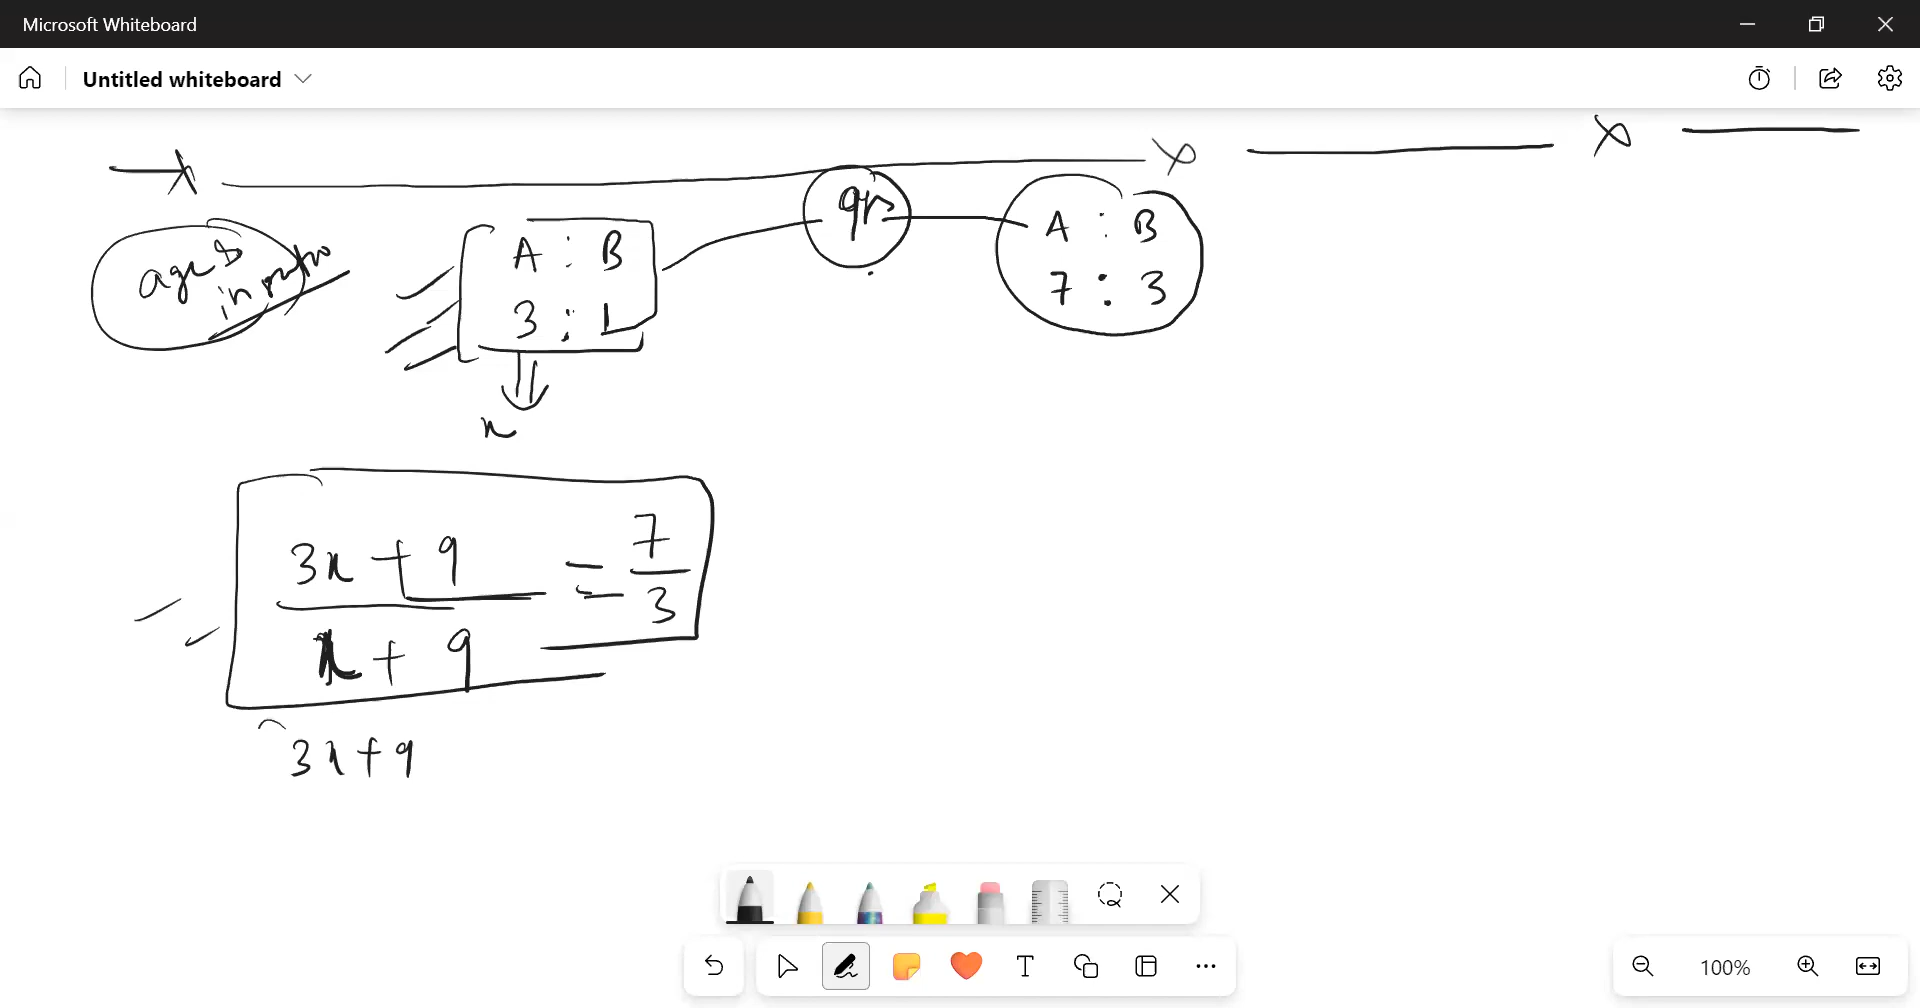 Microsoft Whiteboard
Untitled whiteboard
ages
in ratio
A : B
3 : 1
x
9r
A : B
7 : 3
3x + 9 = 7
x + 9 3
3x + 9
100%